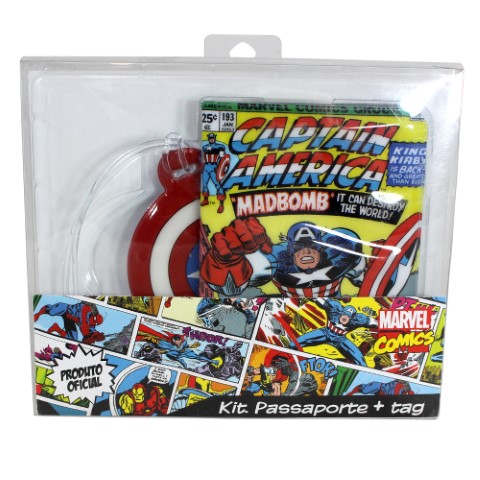 MARVEL COMICS GROUP
25¢
193
JAN
CAPTAIN
AMERICA
KING
KIRBY
IS BACK-
"MADBOMB"
IT CAN DESTROY
THE WORLD!
MARVEL
COMICS
PRODUTO
OFICIAL
Kit Passaporte + tag